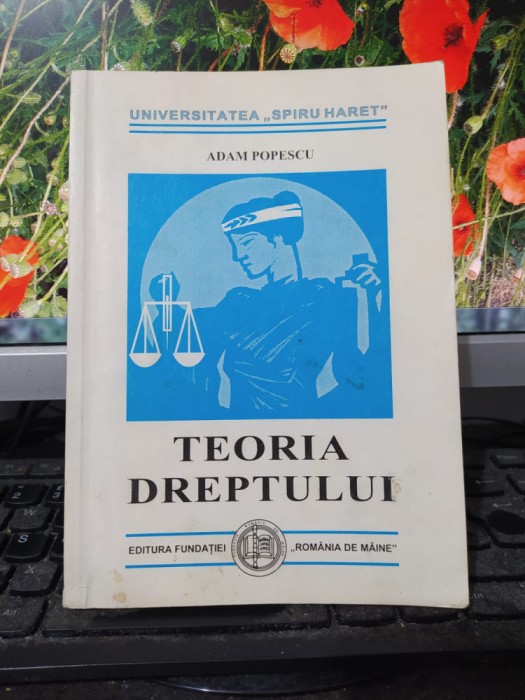 UNIVERSITATEA „SPIRU HARET”
ADAM POPESCU
TEORIA
DREPTULUI
EDITURA FUNDAȚIEI „ROMÂNIA DE MÂINE”